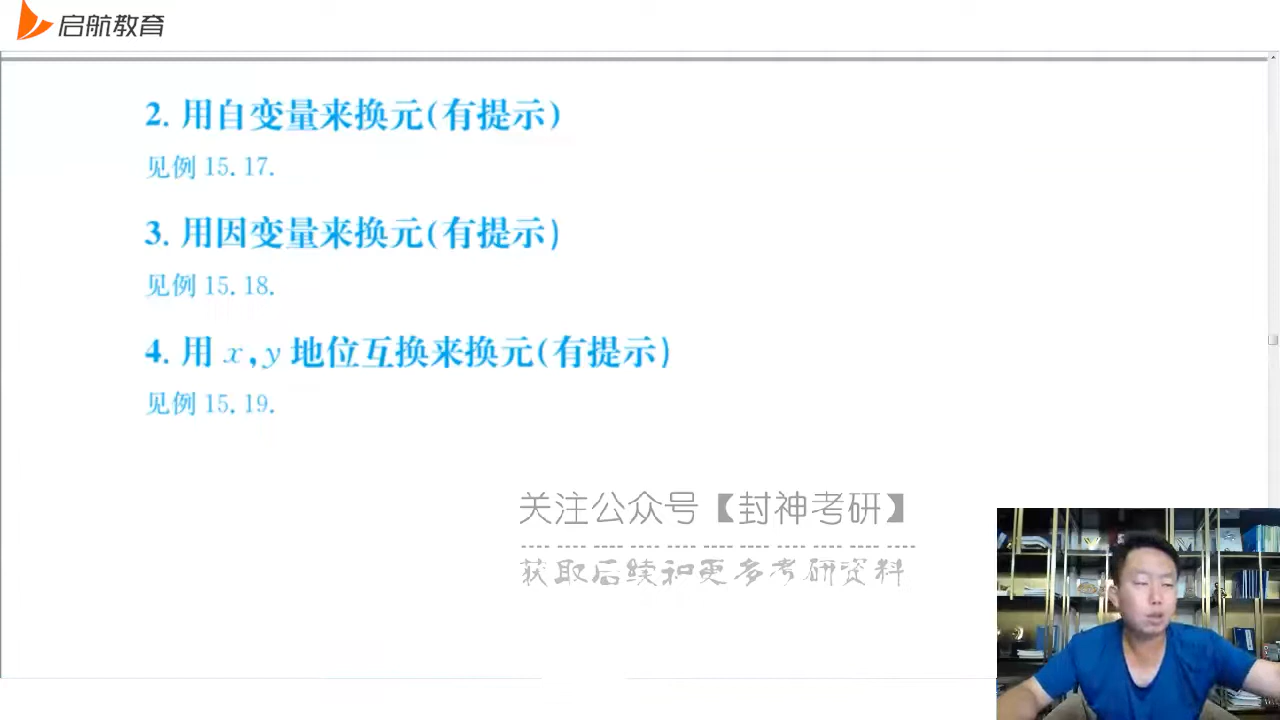 启航教育
2. 用自变量来换元(有提示)
见例 15.17.
3. 用因变量来换元(有提示)
见例 15.18.
4. 用 x,y 地位互换来换元(有提示)
见例 15.19.
关注公众号【封神考研】
获取后续和更多考研资料